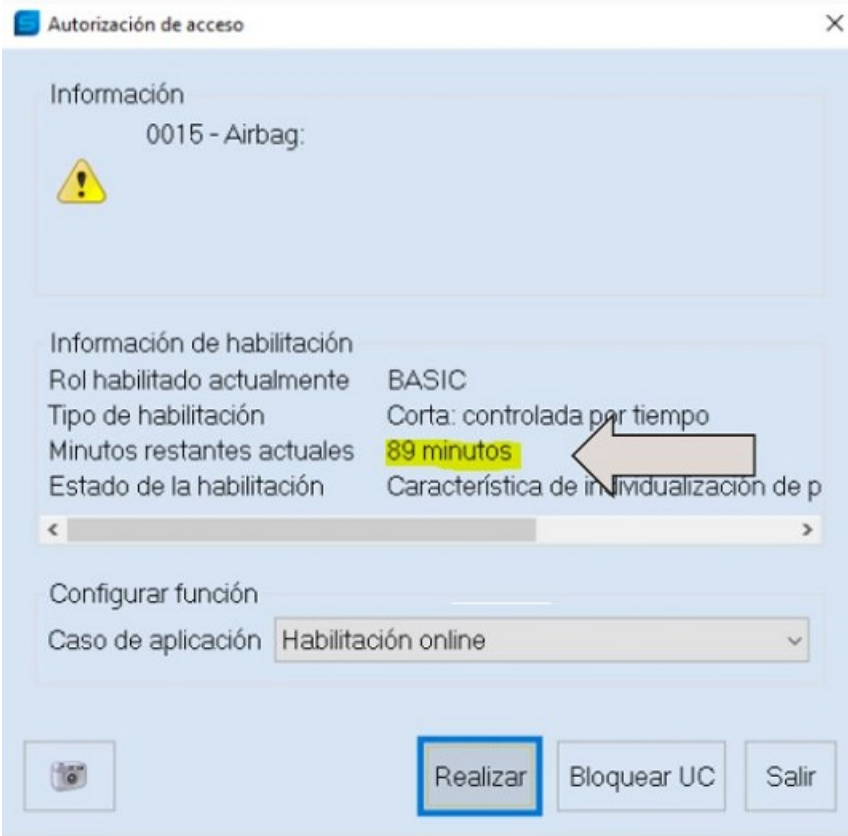 Autorización de acceso
Información
0015 - Airbag:
Información de habilitación
Rol habilitado actualmente BASIC
Tipo de habilitación Corta: controlada por tiempo
Minutos restantes actuales 89 minutos
Estado de la habilitación Característica de individualización de p
Configurar función
Caso de aplicación Habilitación online
Realizar Bloquear UC Salir